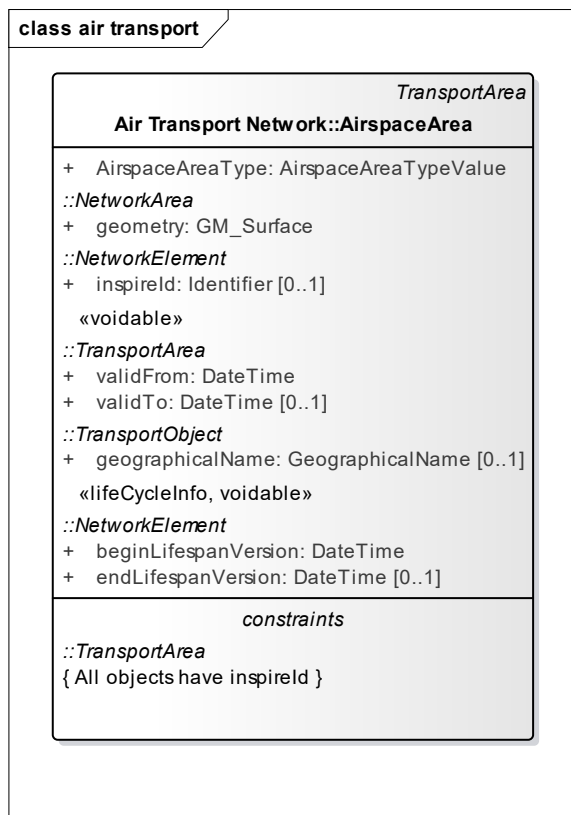 class air transport
TransportArea
Air Transport Network::AirspaceArea
+ AirspaceAreaType: AirspaceAreaTypeValue
::NetworkArea
+ geometry: GM_Surface
::NetworkElement
+ inspireId: Identifier [0..1]
«voidable»
::TransportArea
+ validFrom: DateTime
+ validTo: DateTime [0..1]
::TransportObject
+ geographicalName: GeographicalName [0..1]
«lifeCycleInfo, voidable»
::NetworkElement
+ beginLifespanVersion: DateTime
+ endLifespanVersion: DateTime [0..1]
constraints
::TransportArea
{ All objects have inspireId }